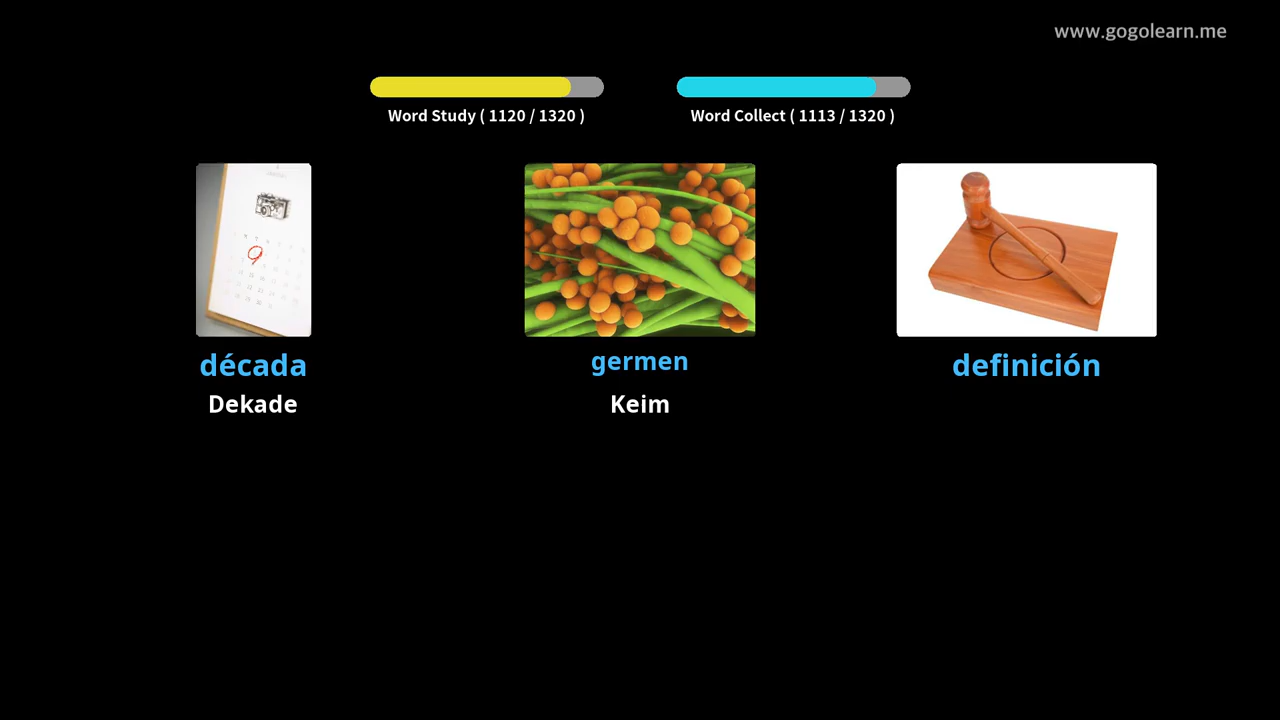 www.gogolearn.me
Word Study ( 1120 / 1320 )
Word Collect ( 1113 / 1320 )
década
germen
definición
Dekade
Keim